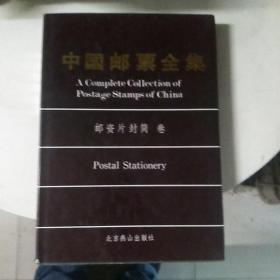 中國邮票全集
A Complete Collection of
Postage Stamps of China
邮资片封简 卷
Postal Stationery
北京燕山出版社